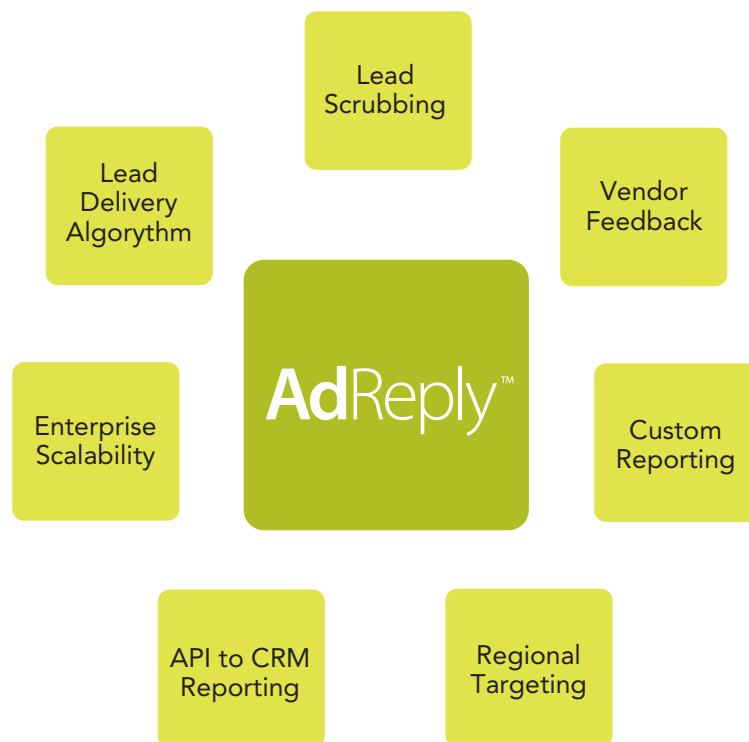 Lead
Scrubbing
Lead
Delivery
Algorythm
Vendor
Feedback
AdReply™
Enterprise
Scalability
Custom
Reporting
API to CRM
Reporting
Regional
Targeting